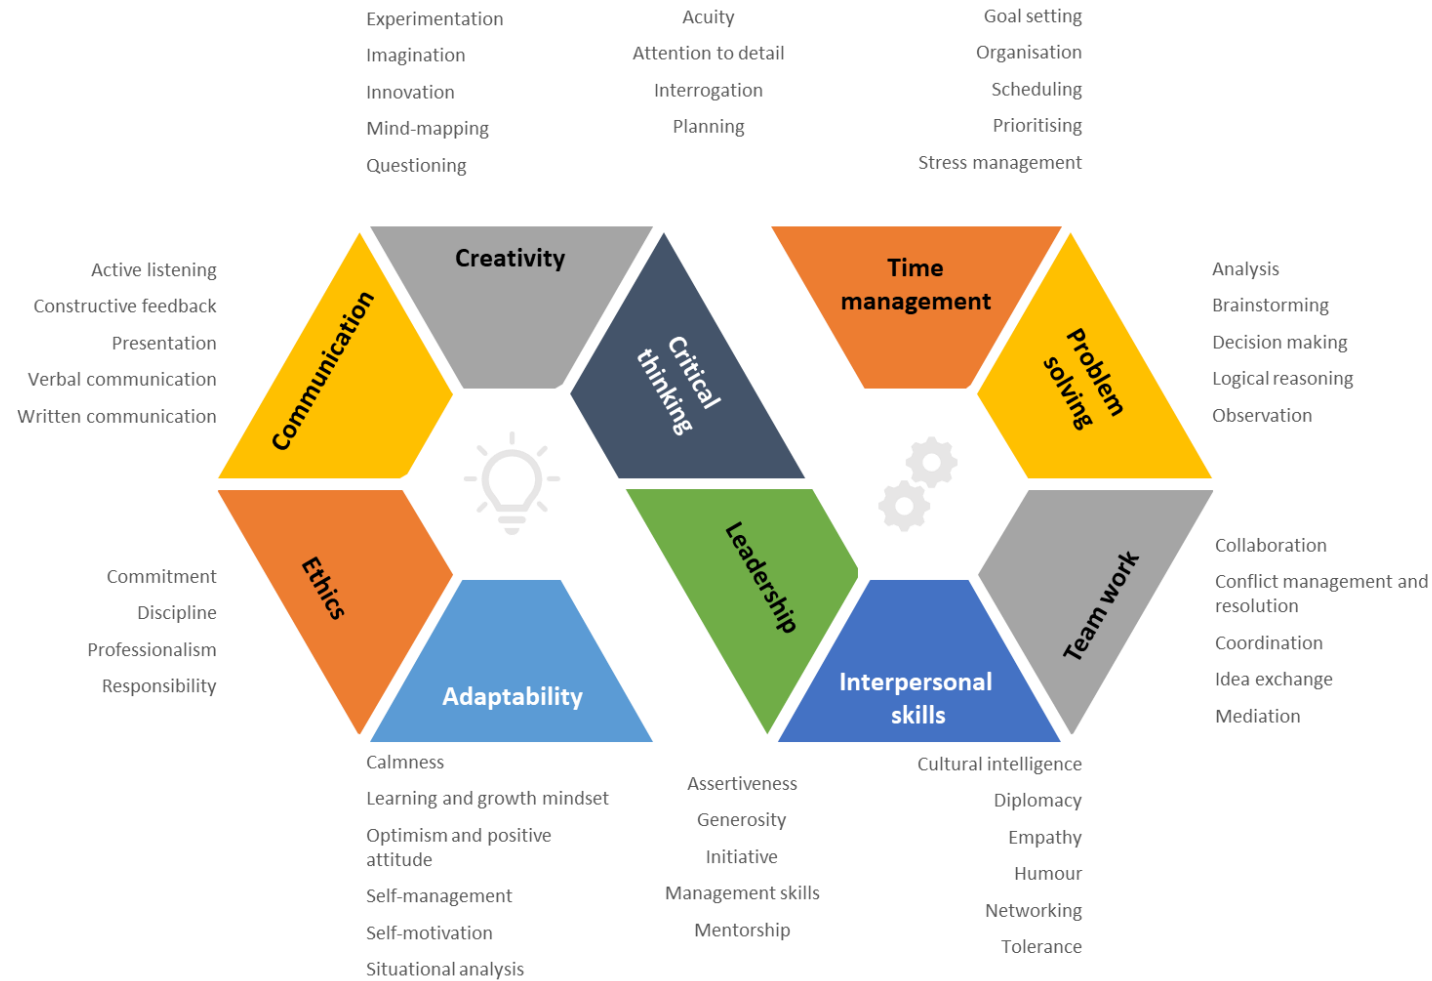 Experimentation
Imagination
Innovation
Mind-mapping
Questioning
Acuity
Attention to detail
Interrogation
Planning
Goal setting
Organisation
Scheduling
Prioritising
Stress management
Active listening
Constructive feedback
Presentation
Verbal communication
Written communication
Communication
Creativity
Critical
thinking
Time
management
Problem
solving
Analysis
Brainstorming
Decision making
Logical reasoning
Observation
Commitment
Discipline
Professionalism
Responsibility
Ethics
Adaptability
Leadership
Interpersonal
skills
Team work
Collaboration
Conflict management and
resolution
Coordination
Idea exchange
Mediation
Calmness
Learning and growth mindset
Optimism and positive
attitude
Self-management
Self-motivation
Situational analysis
Assertiveness
Generosity
Initiative
Management skills
Mentorship
Cultural intelligence
Diplomacy
Empathy
Humour
Networking
Tolerance